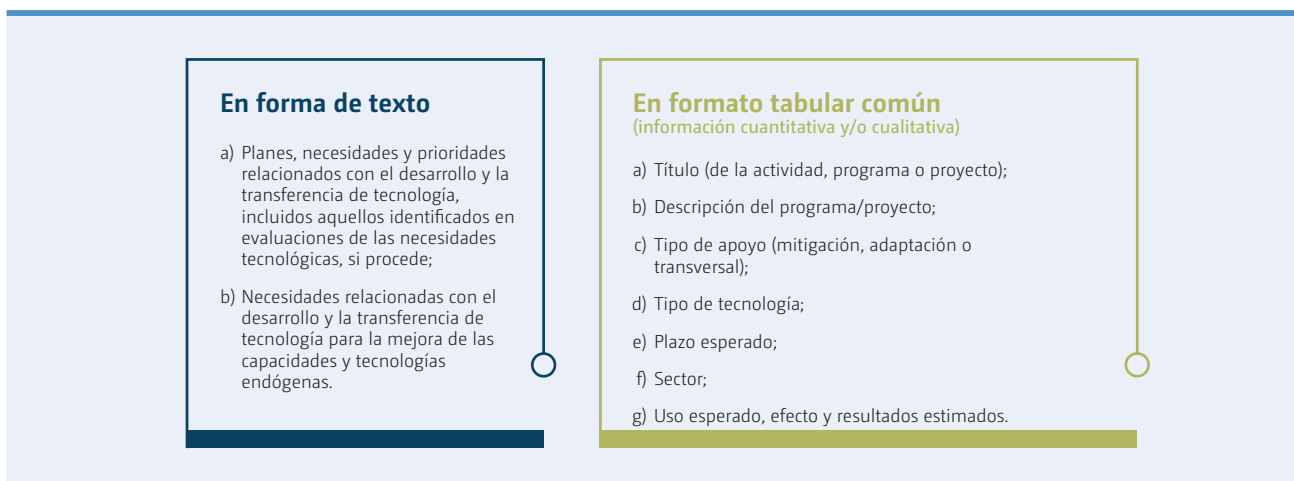 En forma de texto
a) Planes, necesidades y prioridades
relacionados con el desarrollo y la
transferencia de tecnología,
incluidos aquellos identificados en
evaluaciones de las necesidades
tecnológicas, si procede;
b) Necesidades relacionadas con el
desarrollo y la transferencia de
tecnología para la mejora de las
capacidades y tecnologías
endógenas.
En formato tabular común
(información cuantitativa y/o cualitativa)
a) Título (de la actividad, programa o proyecto);
b) Descripción del programa/proyecto;
c) Tipo de apoyo (mitigación, adaptación o
transversal);
d) Tipo de tecnología;
e) Plazo esperado;
f) Sector;
g) Uso esperado, efecto y resultados estimados.